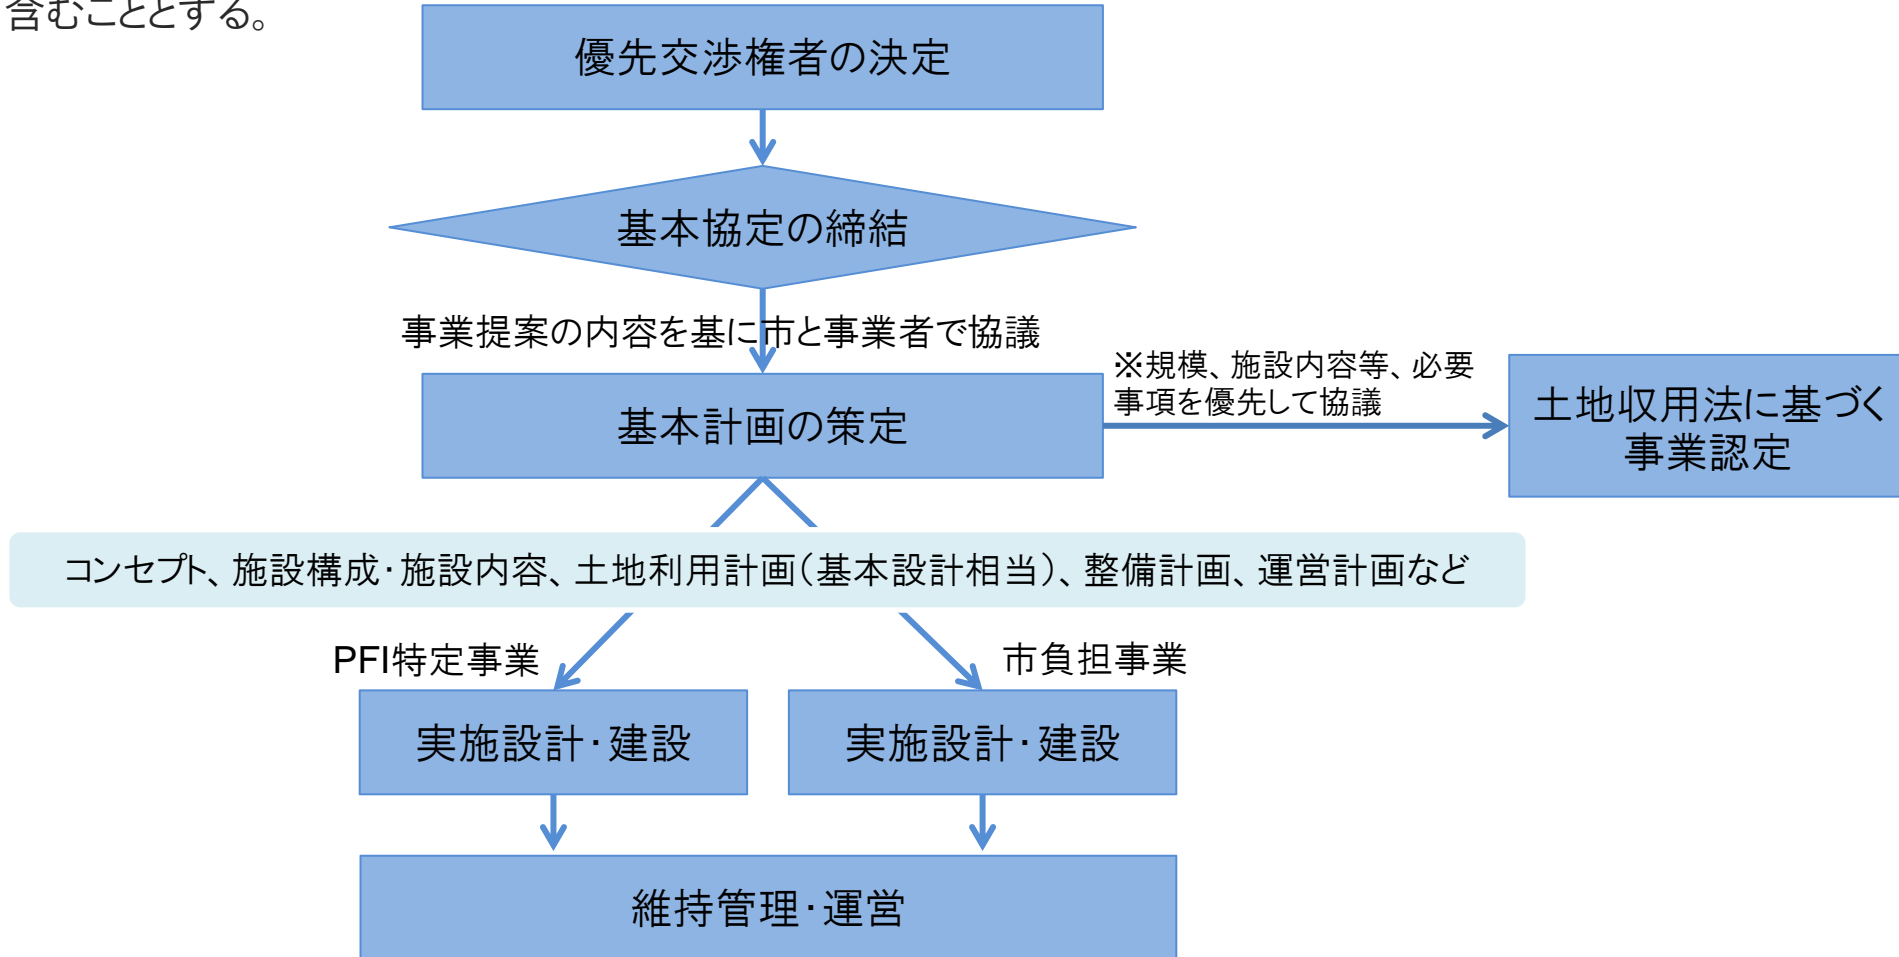 含むこととする。
優先交渉権者の決定
基本協定の締結
事業提案の内容を基に市と事業者で協議
※規模、施設内容等、必要
事項を優先して協議
基本計画の策定
土地収用法に基づく
事業認定
コンセプト、施設構成・施設内容、土地利用計画（基本設計相当）、整備計画、運営計画など
PFI特定事業
市負担事業
実施設計・建設
実施設計・建設
維持管理・運営